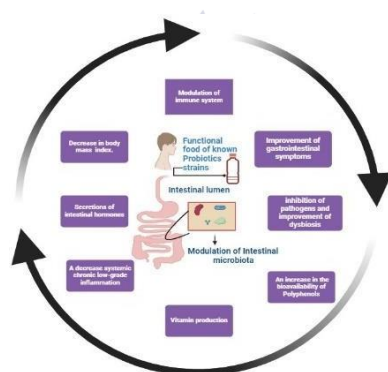 Modulation of
immune system
Decrease in body
mass index.
Functional
food of known
Probiotics
strains
Improvement of
gastrointestinal
symptoms
Intestinal lumen
Secretions of
intestinal hormones
Inhibition of
pathogens and
improvement of
dysbiosis
Modulation of Intestinal
microbiota
A decrease systemic
chronic low-grade
inflammation
An increase in the
bioavailability of
Polyphenols
Vitamin production